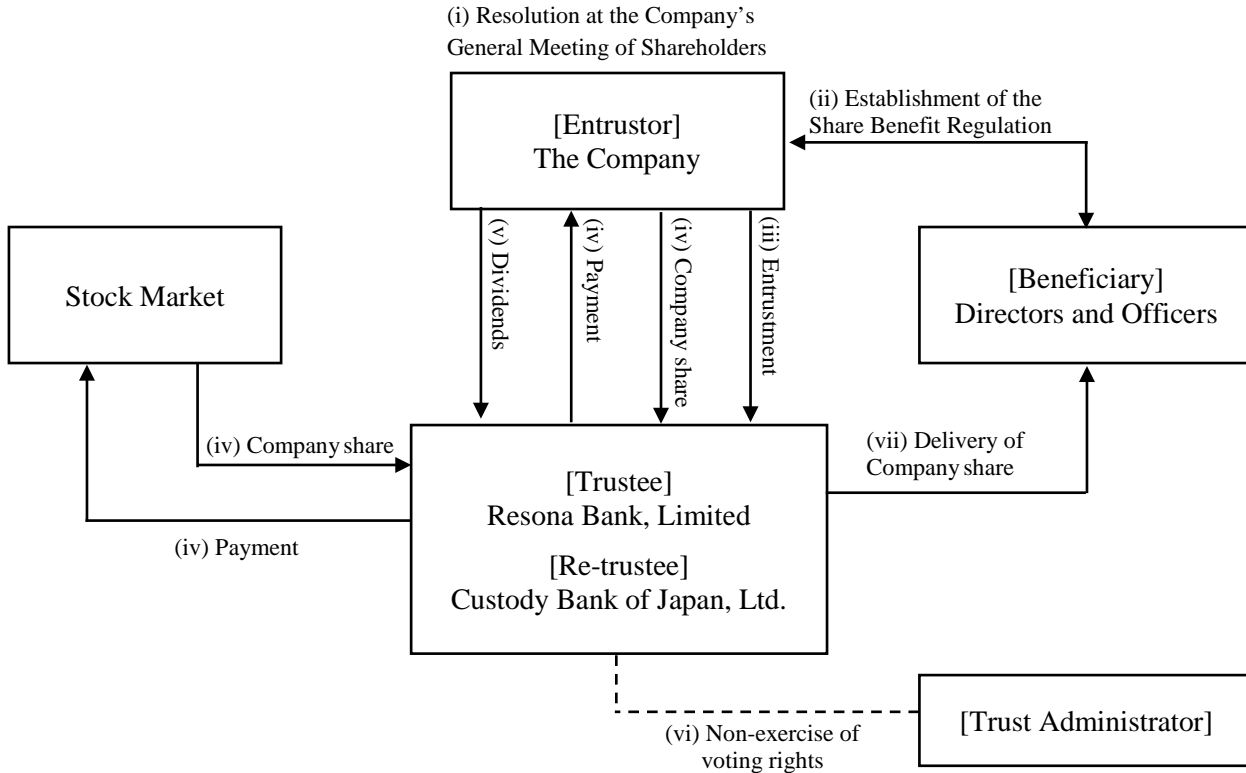 (i) Resolution at the Company's
General Meeting of Shareholders
[Entrustor]
The Company
(ii) Establishment of the
Share Benefit Regulation
Stock Market
(v) Dividends
(iv) Payment
(iv) Company share
(iii) Entrustment
[Beneficiary]
Directors and Officers
(iv) Company share
(iv) Payment
[Trustee]
Resona Bank, Limited
[Re-trustee]
Custody Bank of Japan, Ltd.
(vii) Delivery of
Company share
(vi) Non-exercise of
voting rights
[Trust Administrator]